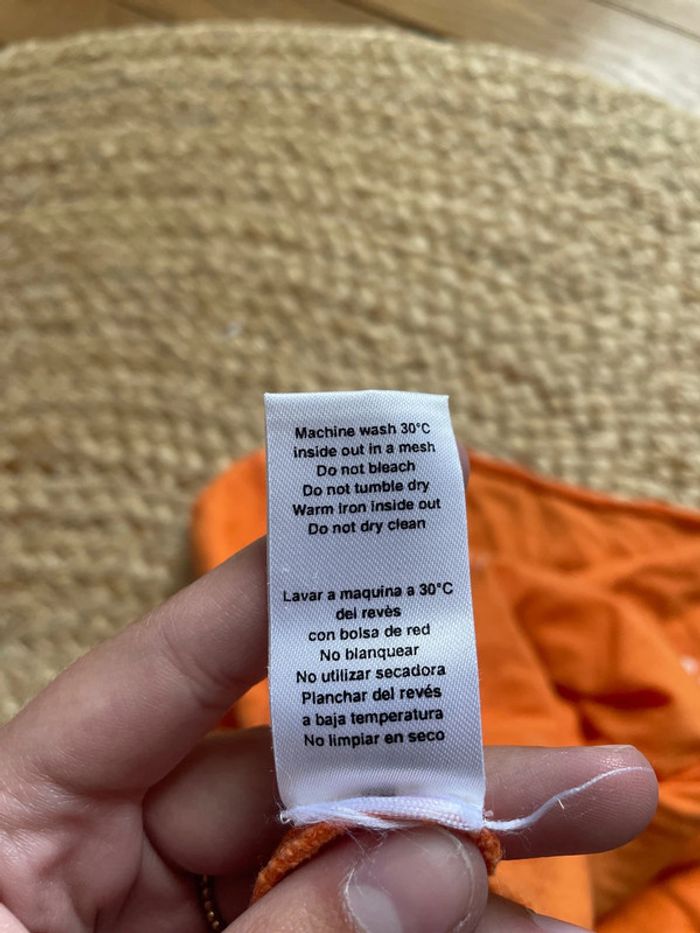 Machine wash 30°C
inside out in a mesh
Do not bleach
Do not tumble dry
Warm Iron inside out
Do not dry clean
Lavar a maquina a 30°C
del revès
con bolsa de red
No blanquear
No utilizar secadora
Planchar del revés
a baja temperatura
No limpiar en seco